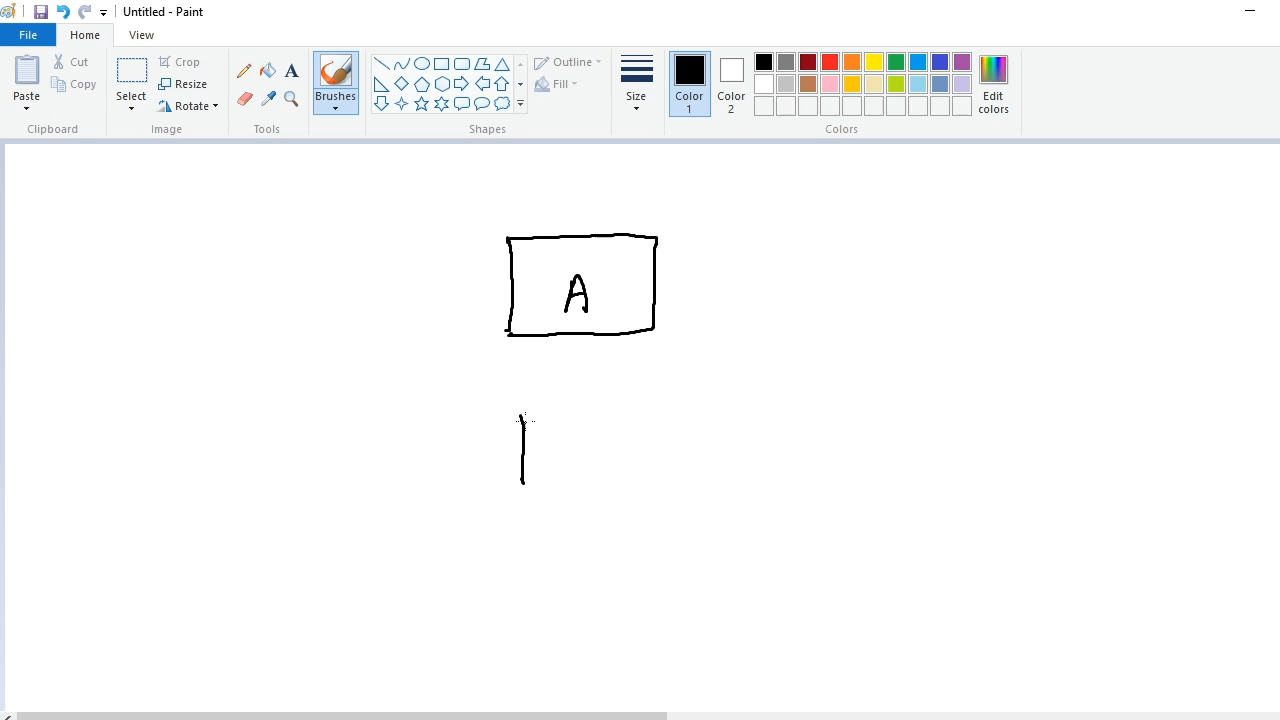 Untitled - Paint
File Home View
Paste Cut Copy Clipboard
Select Crop Resize Rotate Image
Tools
Brushes
Outline Fill Shapes
Size
Color 1 Color 2 Edit colors Colors
A